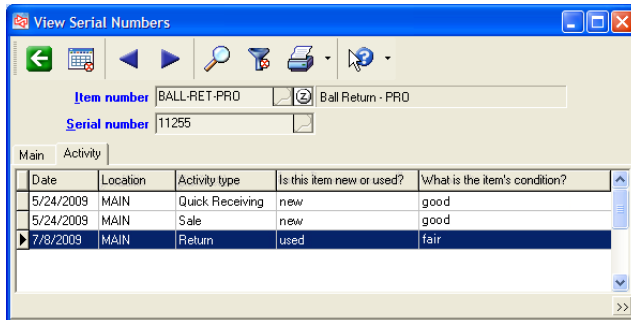 View Serial Numbers
Item number BALL-RET-PRO Ball Return - PRO
Serial number 11255
Main Activity
Date Location Activity type Is this item new or used? What is the item's condition?
5/24/2009 MAIN Quick Receiving new good
5/24/2009 MAIN Sale new good
7/8/2009 MAIN Return used fair
>>